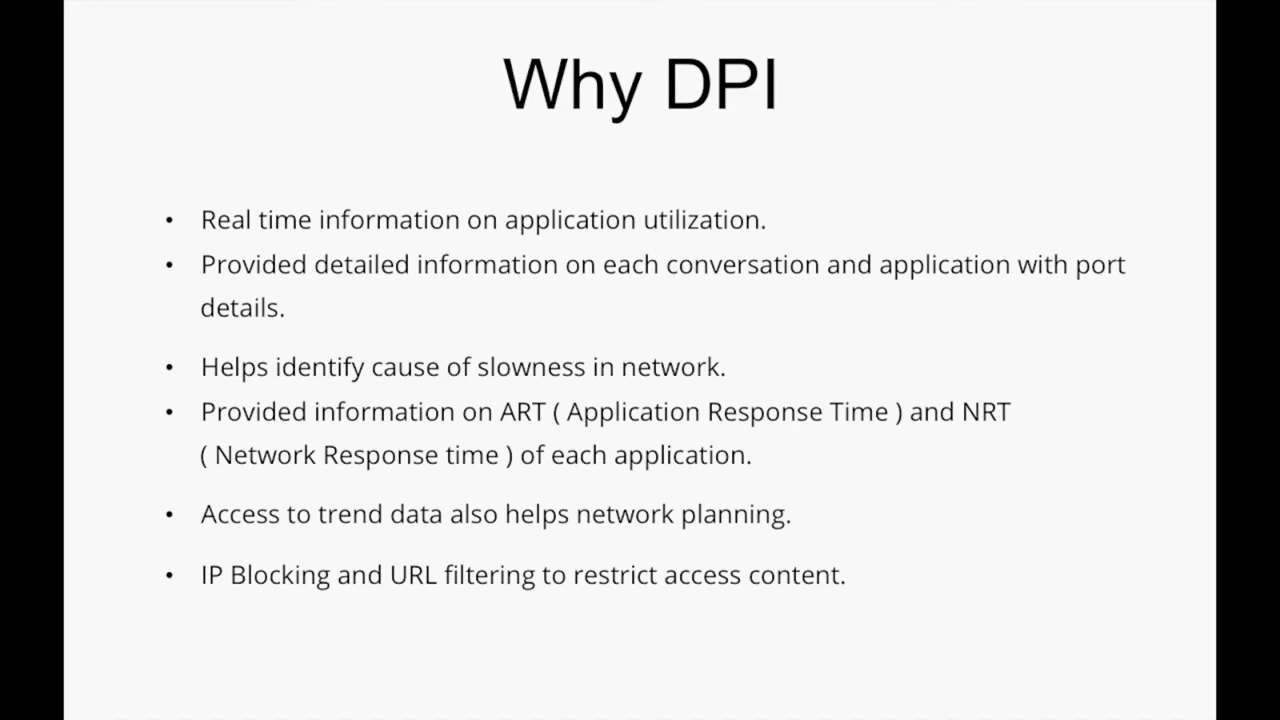 Why DPI
• Real time information on application utilization.
• Provided detailed information on each conversation and application with port
details.
• Helps identify cause of slowness in network.
• Provided information on ART ( Application Response Time ) and NRT
( Network Response time ) of each application.
• Access to trend data also helps network planning.
• IP Blocking and URL filtering to restrict access content.